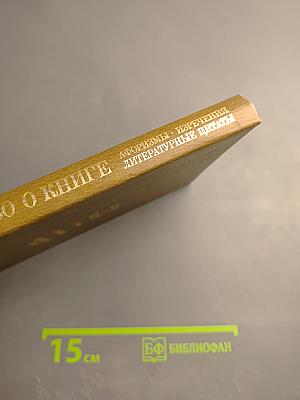 О КНИГЕ
АФОРИЗМЫ · ИЗРЕЧЕНИЯ
ЛИТЕРАТУРНЫЕ ЦИТАТЫ
15 см
БФ БИБЛИОФАН